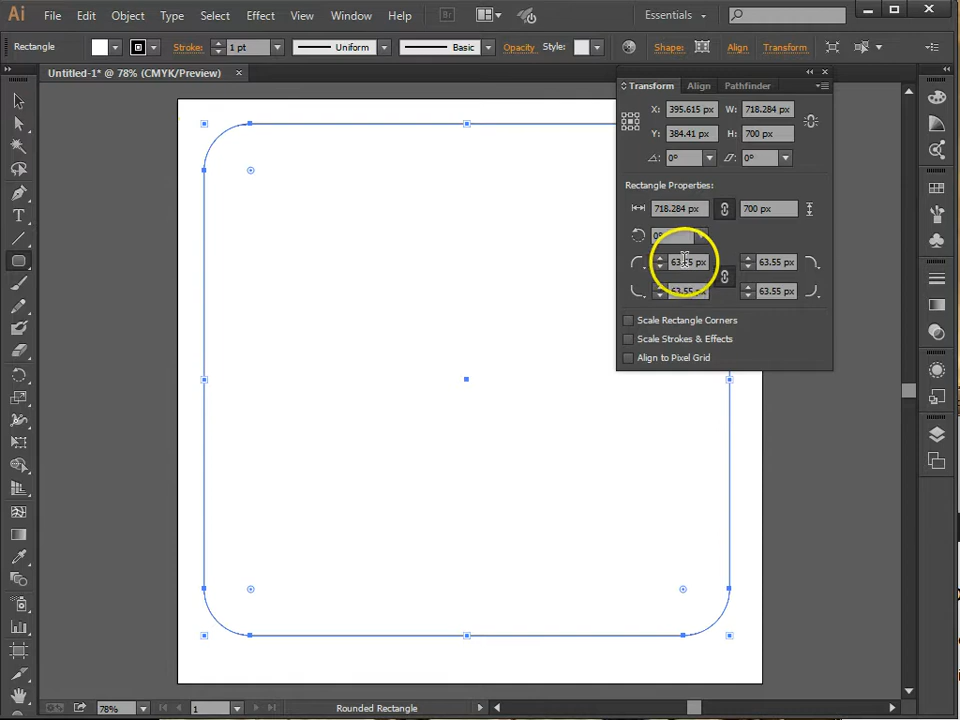 Ai File Edit Object Type Select Effect View Window Help Br Essentials
Rectangle Stroke: 1 pt Uniform Basic Opacity Style: Shape: Align Transform
Untitled-1* @ 78% (CMYK/Preview) ×
Transform Align Pathfinder
X: 395.615 px W: 718.284 px
Y: 384.41 px H: 700 px
0° 0°
Rectangle Properties:
718.284 px 700 px
0°
63.55 px 63.55 px
63.55 px 63.55 px
Scale Rectangle Corners
Scale Strokes & Effects
Align to Pixel Grid
78% 1 Rounded Rectangle